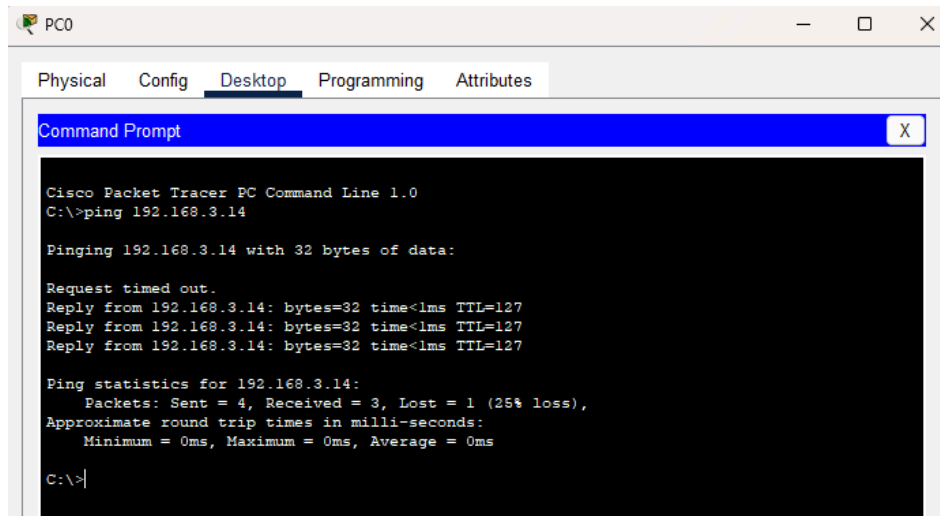 PC0
Physical Config Desktop Programming Attributes
Command Prompt X
Cisco Packet Tracer PC Command Line 1.0
C:\>ping 192.168.3.14
Pinging 192.168.3.14 with 32 bytes of data:
Request timed out.
Reply from 192.168.3.14: bytes=32 time<1ms TTL=127
Reply from 192.168.3.14: bytes=32 time<1ms TTL=127
Reply from 192.168.3.14: bytes=32 time<1ms TTL=127
Ping statistics for 192.168.3.14:
Packets: Sent = 4, Received = 3, Lost = 1 (25% loss),
Approximate round trip times in milli-seconds:
Minimum = 0ms, Maximum = 0ms, Average = 0ms
C:\>